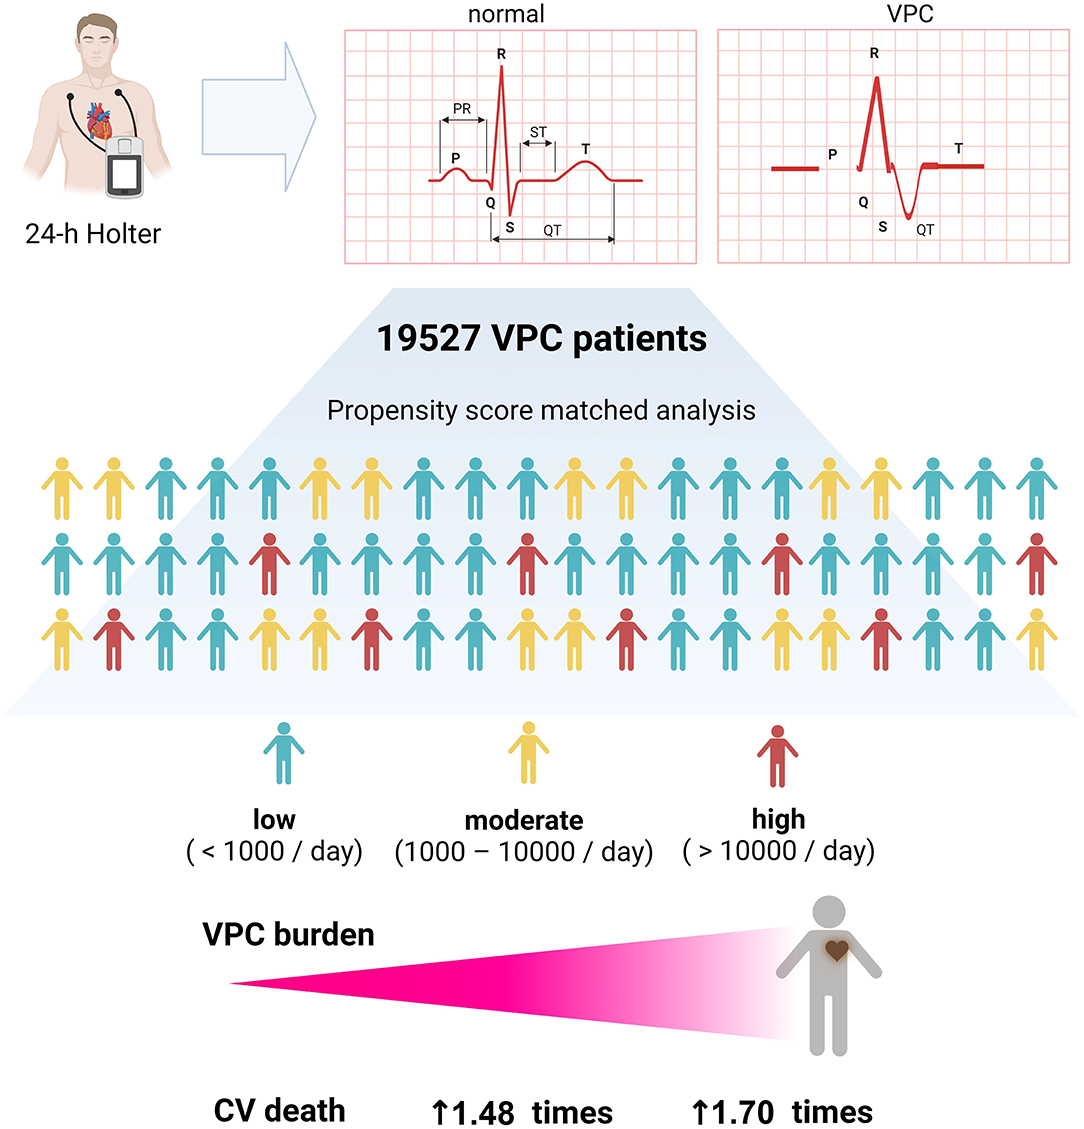 normal
VPC
R
PR
ST
P
T
Q
S
QT
R
P
T
Q
S
QT
24-h Holter
19527 VPC patients
Propensity score matched analysis
low
moderate
high
( < 1000 / day)
(1000 – 10000 / day)
( > 10000 / day)
VPC burden
CV death
↑1.48 times
↑1.70 times